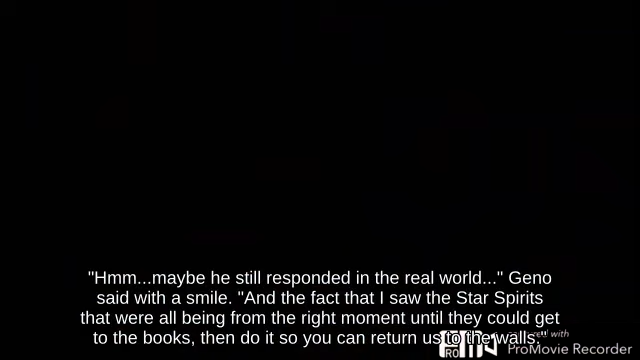 "Hmm...maybe he still responded in the real world..." Geno
said with a smile. "And the fact that I saw the Star Spirits
that were all being from the right moment until they could get
to the books, then do it so you can return us to the walls."
with
ProMovie Recorder